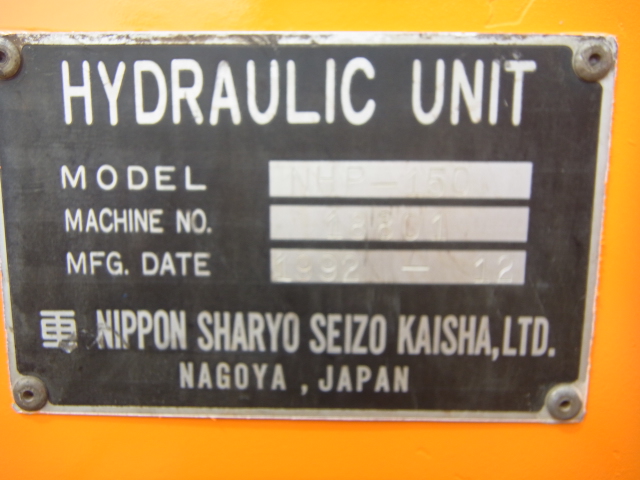 HYDRAULIC UNIT
MODEL NHP-150
MACHINE NO.
MFG. DATE 1992 - 12
NIPPON SHARYO SEIZO KAISHA, LTD.
NAGOYA, JAPAN